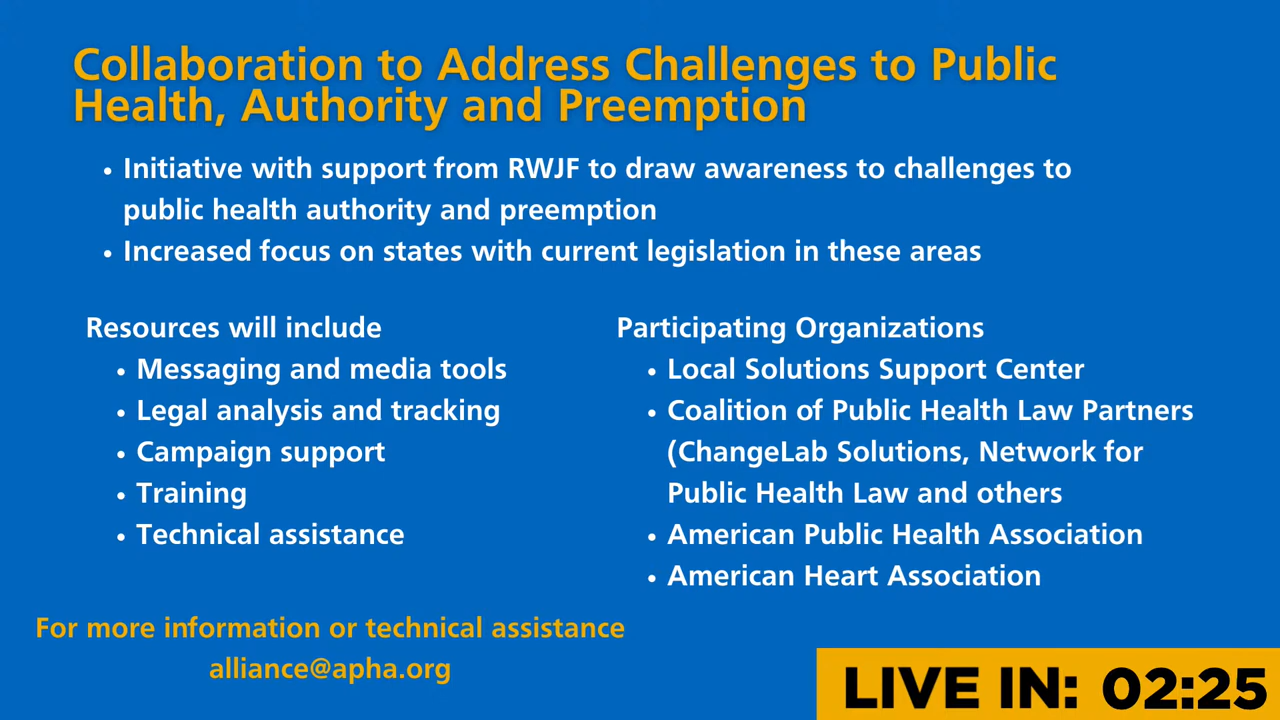 Collaboration to Address Challenges to Public
Health, Authority and Preemption
• Initiative with support from RWJF to draw awareness to challenges to
public health authority and preemption
• Increased focus on states with current legislation in these areas
Resources will include
• Messaging and media tools
• Legal analysis and tracking
• Campaign support
• Training
• Technical assistance
Participating Organizations
• Local Solutions Support Center
• Coalition of Public Health Law Partners
(ChangeLab Solutions, Network for
Public Health Law and others
• American Public Health Association
• American Heart Association
For more information or technical assistance
alliance@apha.org
LIVE IN: 02:25